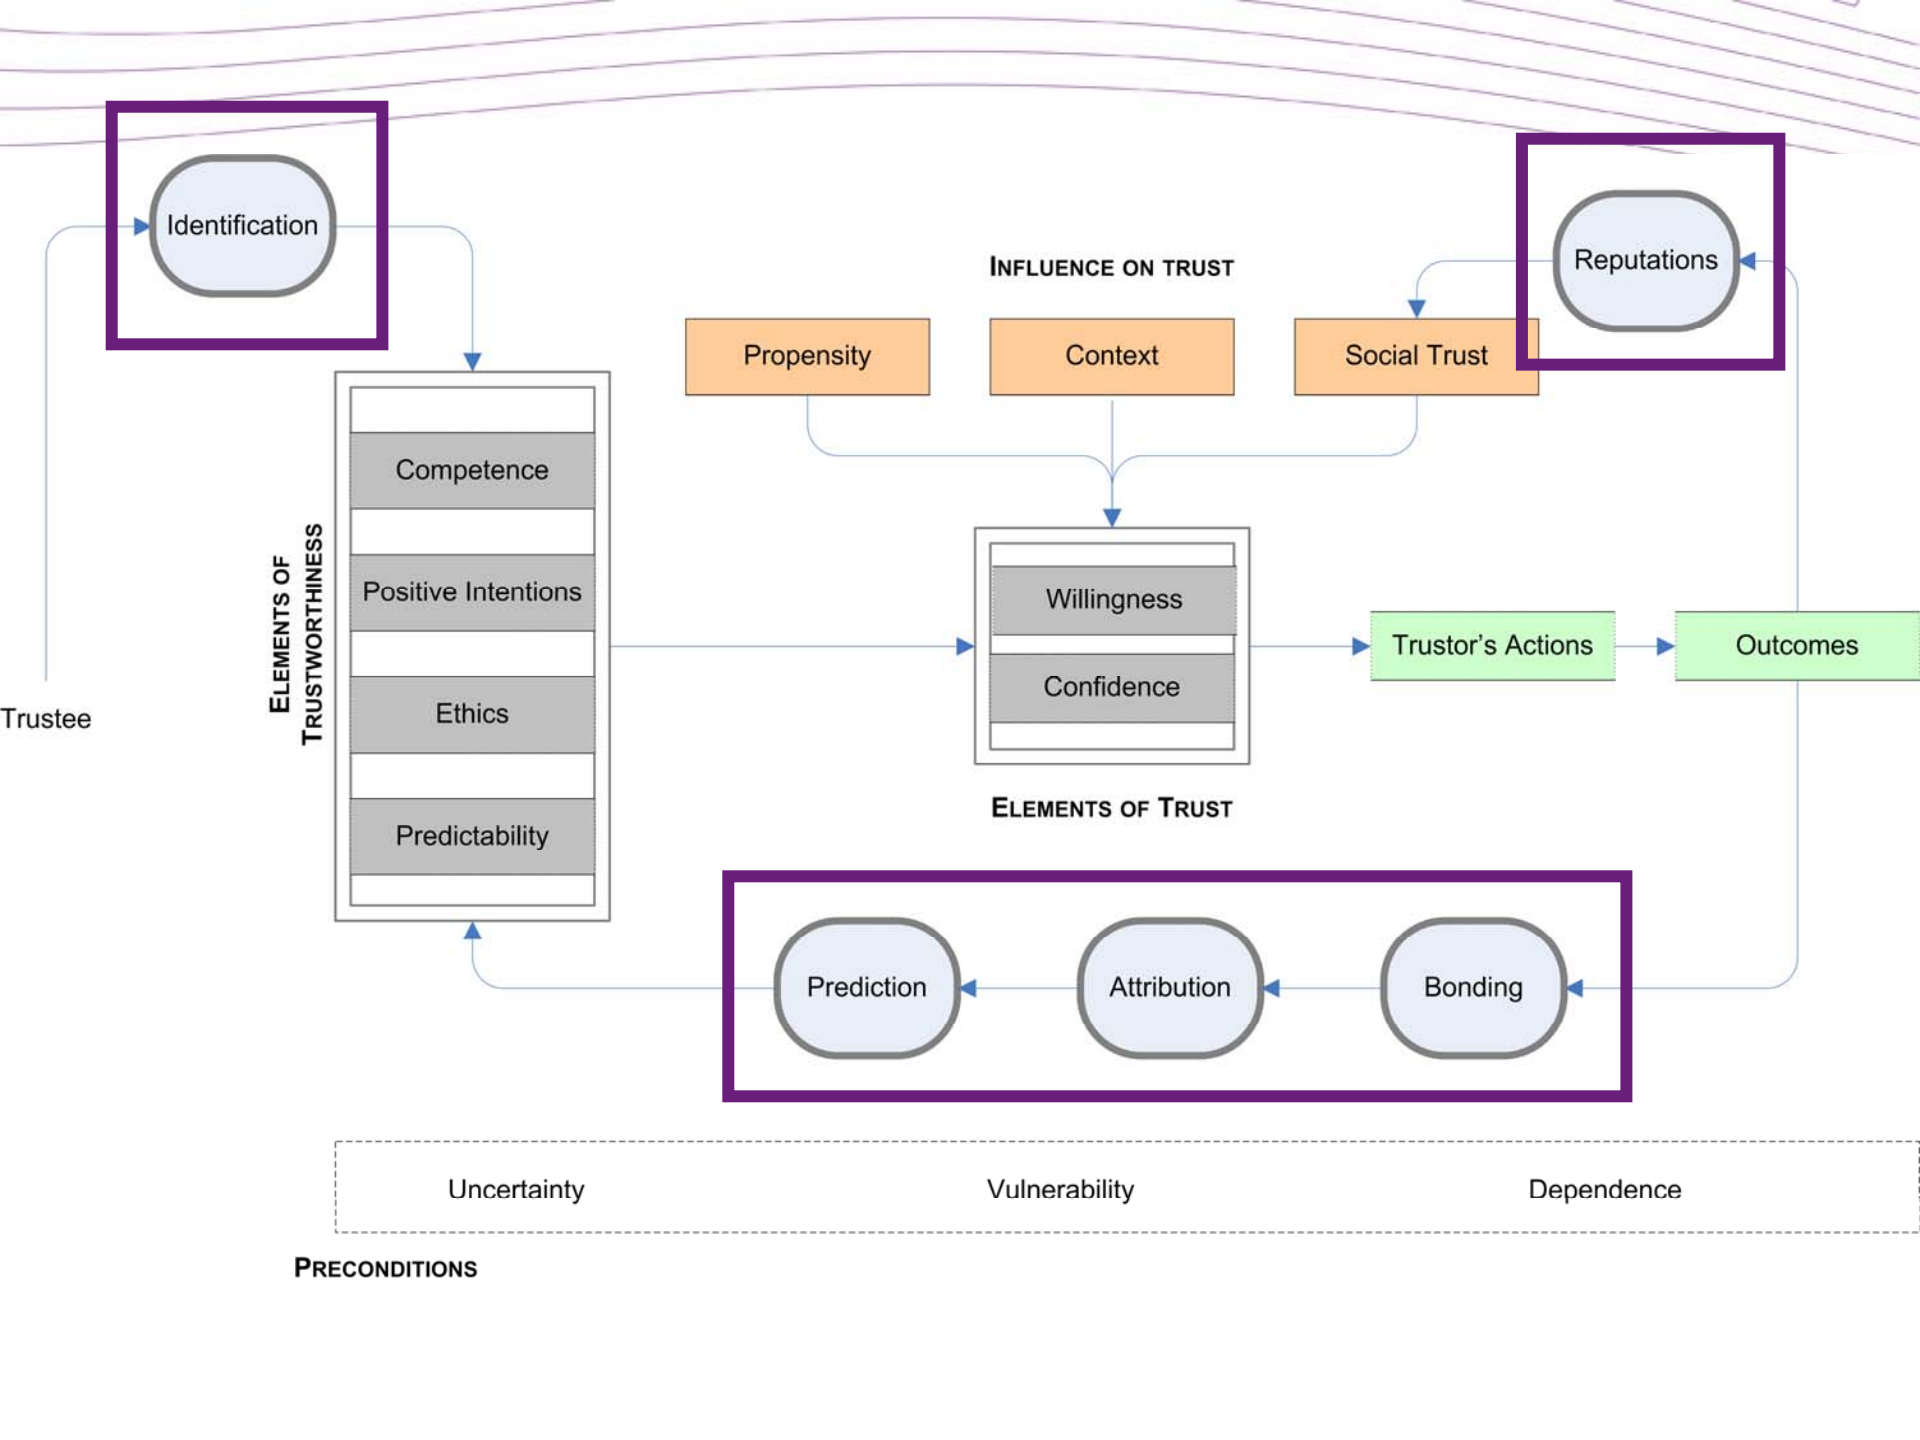 Identification
Reputations
INFLUENCE ON TRUST
Propensity
Context
Social Trust
Competence
Positive Intentions
Ethics
Predictability
ELEMENTS OF
TRUSTWORTHINESS
Trustee
Willingness
Confidence
ELEMENTS OF TRUST
Trustor’s Actions
Outcomes
Prediction
Attribution
Bonding
Uncertainty
Vulnerability
Dependence
PRECONDITIONS